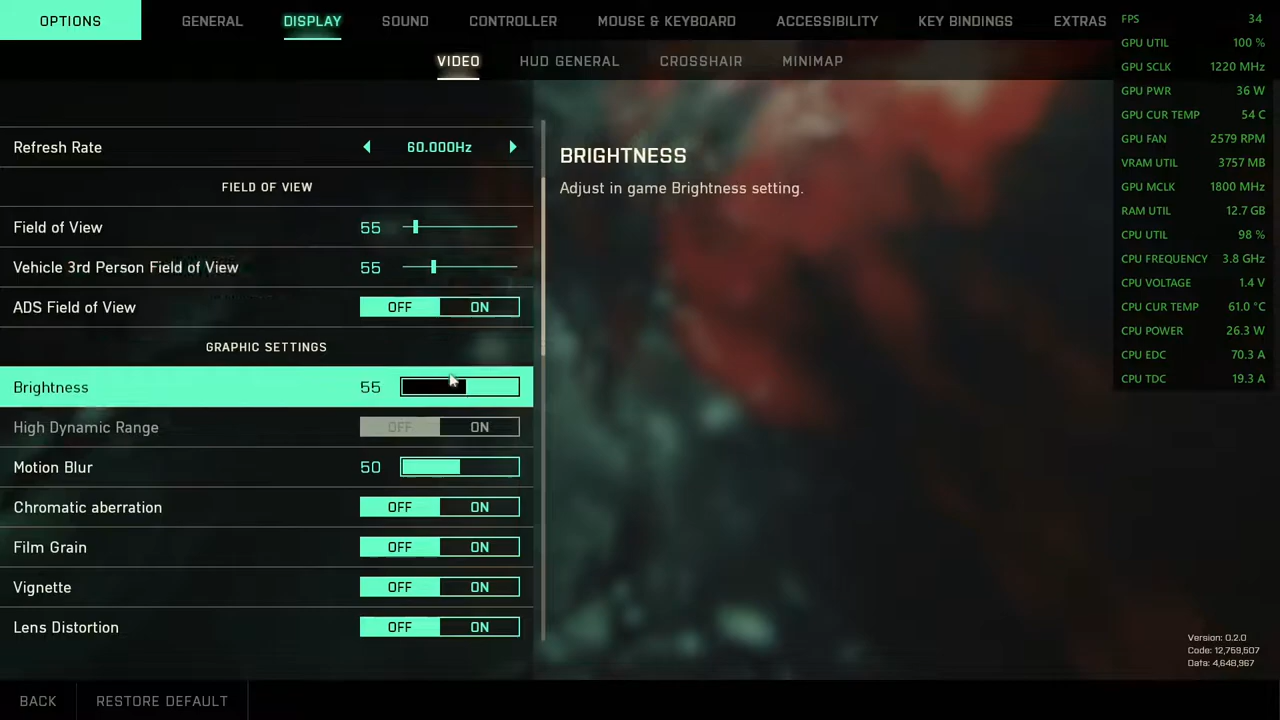 OPTIONS GENERAL DISPLAY SOUND CONTROLLER MOUSE & KEYBOARD ACCESSIBILITY KEY BINDINGS EXTRAS
VIDEO HUD GENERAL CROSSHAIR MINIMAP
Refresh Rate 60.000Hz
FIELD OF VIEW
Field of View 55
Vehicle 3rd Person Field of View 55
ADS Field of View OFF ON
GRAPHIC SETTINGS
Brightness 55
High Dynamic Range OFF ON
Motion Blur 50
Chromatic aberration OFF ON
Film Grain OFF ON
Vignette OFF ON
Lens Distortion OFF ON
BRIGHTNESS
Adjust in game Brightness setting.
FPS 34
GPU UTIL 100 %
GPU SCLK 1220 MHz
GPU PWR 36 W
GPU CUR TEMP 54 C
GPU FAN 2579 RPM
VRAM UTIL 3757 MB
GPU MCLK 1800 MHz
RAM UTIL 12.7 GB
CPU UTIL 98 %
CPU FREQUENCY 3.8 GHz
CPU VOLTAGE 1.4 V
CPU CUR TEMP 61.0 °C
CPU POWER 26.3 W
CPU EDC 70.3 A
CPU TDC 19.3 A
Version: 0.2.0
Code: 12,759,507
Data: 4,648,967
BACK RESTORE DEFAULT